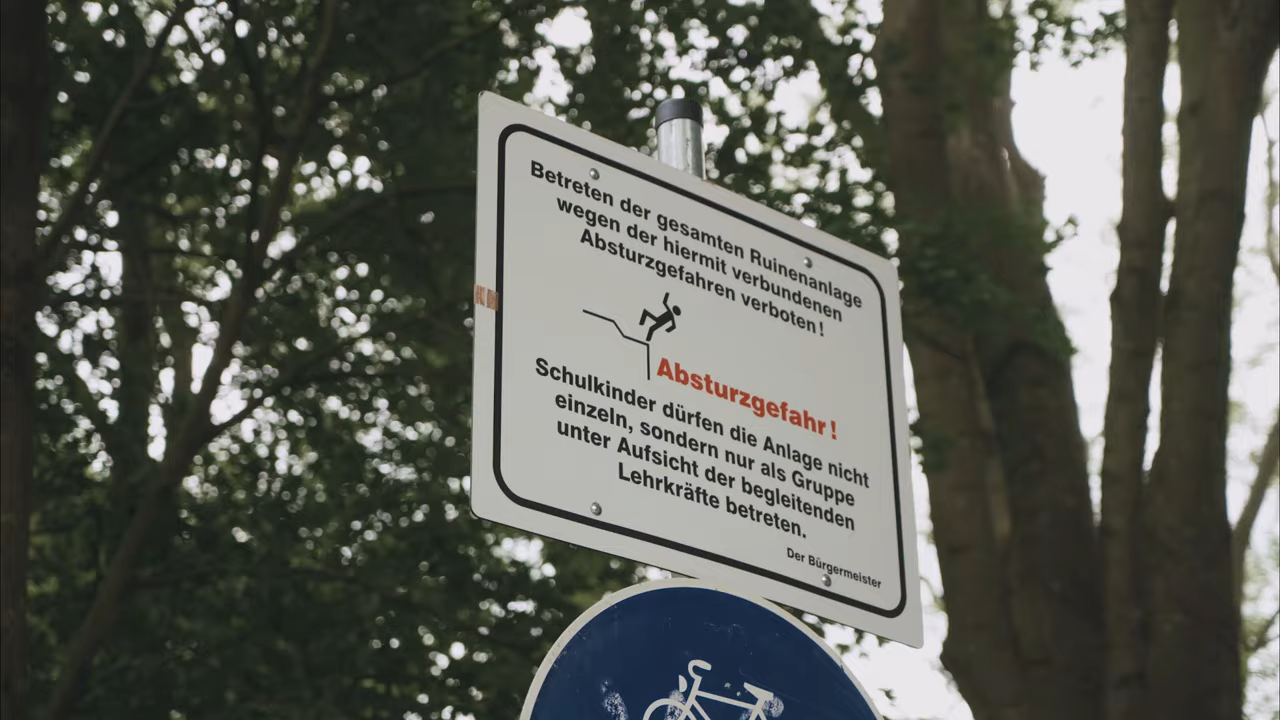 Betreten der gesamten Ruinenanlage
wegen der hiermit verbundenen
Absturzgefahren verboten!
Absturzgefahr!
Schulkinder dürfen die Anlage nicht
einzeln, sondern nur als Gruppe
unter Aufsicht der begleitenden
Lehrkräfte betreten.
Der Bürgermeister